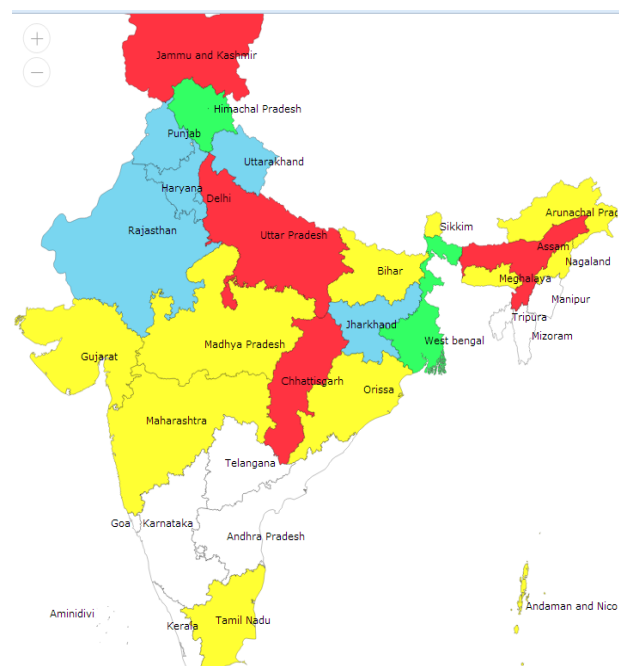 Jammu and Kashmir
Himachal Pradesh
Punjab
Uttarakhand
Haryana
Delhi
Arunachal Prad
Sikkim
Rajasthan
Uttar Pradesh
Assam
Nagaland
Bihar
Meghalaya
Manipur
Tripura
Jharkhand
Mizoram
West bengal
Madhya Pradesh
Gujarat
Chhattisgarh
Orissa
Maharashtra
Telangana
Goa
Karnataka
Andhra Pradesh
Andaman and Nico
Aminidivi
Tamil Nadu
Kerala